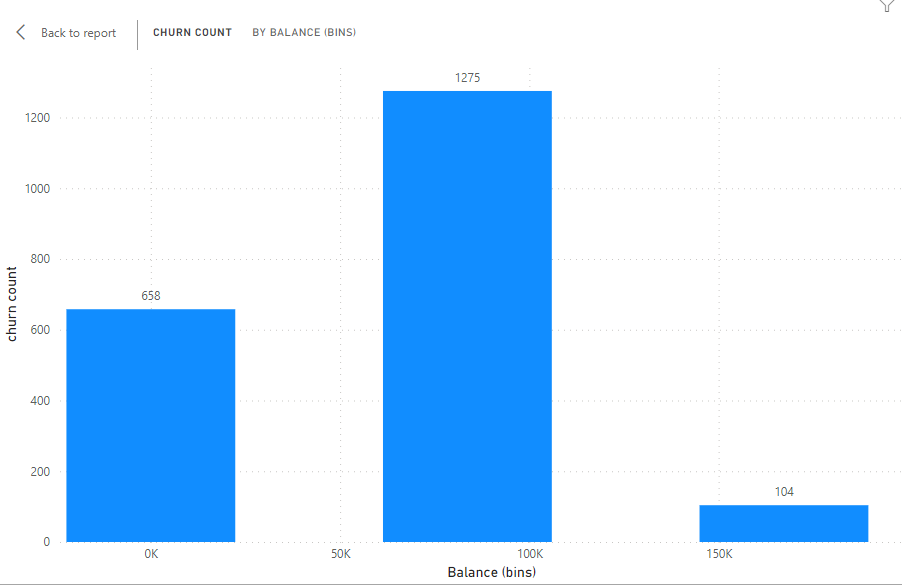 Back to report
CHURN COUNT
BY BALANCE (BINS)
1275
1200
1000
800
658
600
400
200
104
0
churn count
0K
50K
100K
150K
Balance (bins)